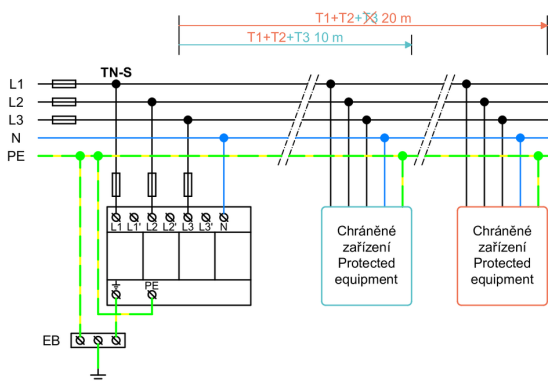 T1+T2+T3 20 m
T1+T2+T3 10 m
TN-S
L1
L2
L3
N
PE
L1 L1' L2 L2' L3 L3' N
⏚ PE
EB
Chráněné
zařízení
Protected
equipment
Chráněné
zařízení
Protected
equipment